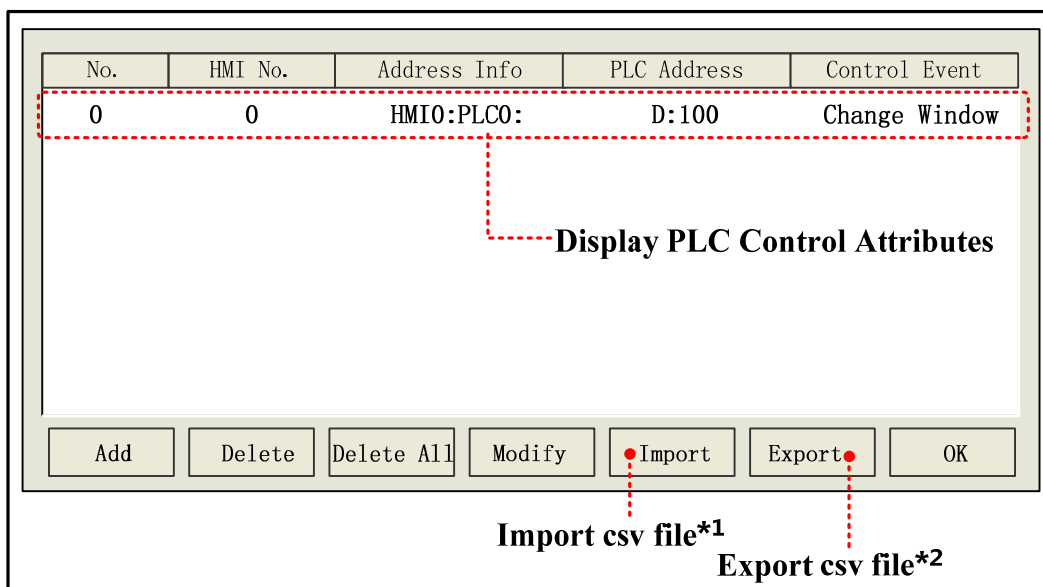 No. HMI No. Address Info PLC Address Control Event
0 0 HMI0:PLC0: D:100 Change Window
Display PLC Control Attributes
Add Delete Delete All Modify Import Export OK
Import csv file*1
Export csv file*2